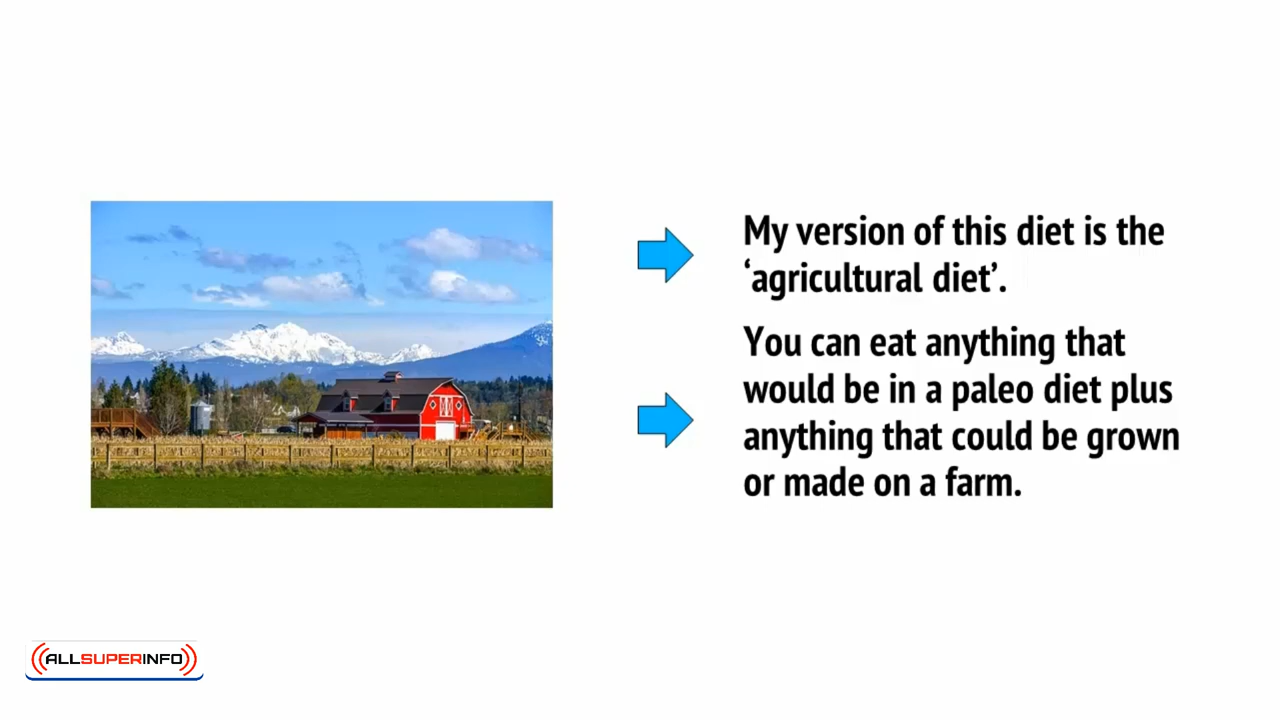 My version of this diet is the
‘agricultural diet’.
You can eat anything that
would be in a paleo diet plus
anything that could be grown
or made on a farm.
ALLSUPERINFO